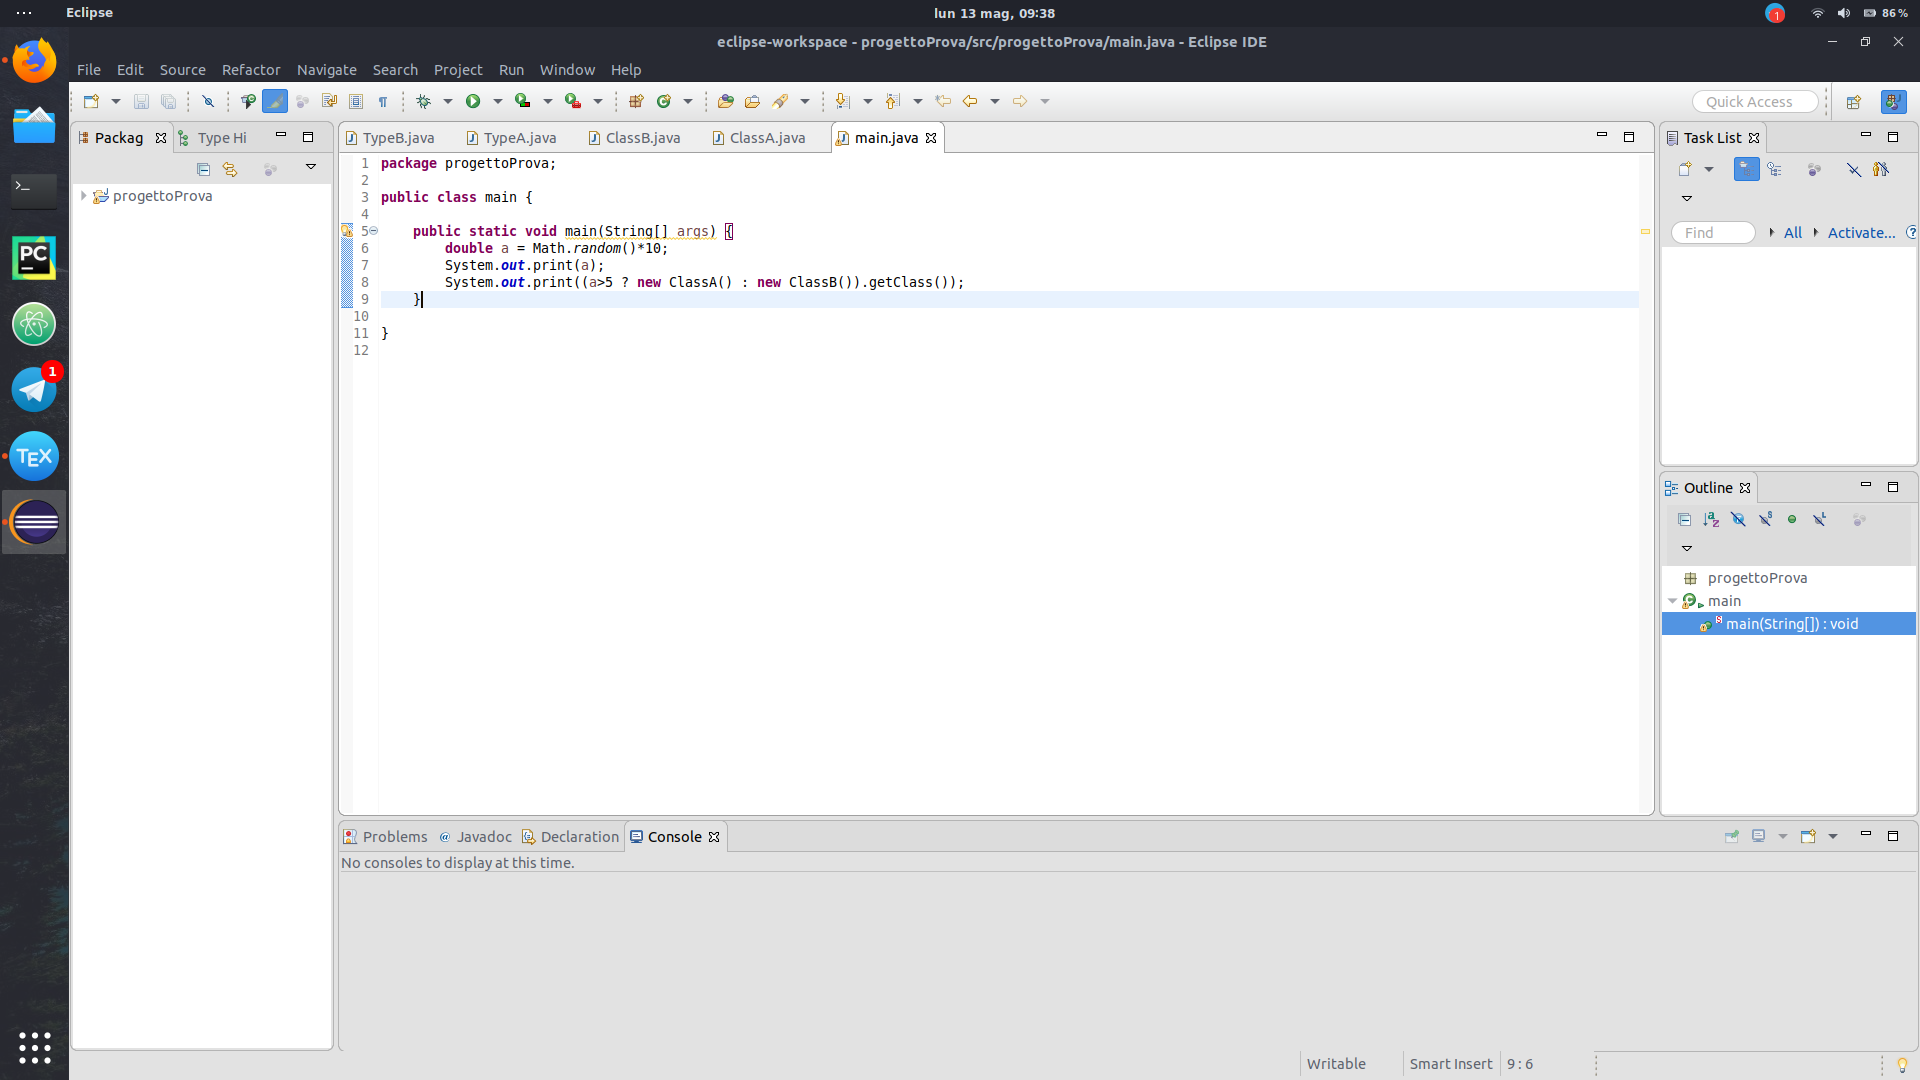 Eclipse
lun 13 mag, 09:38
1
86 %
eclipse-workspace - progettoProva/src/progettoProva/main.java - Eclipse IDE
File Edit Source Refactor Navigate Search Project Run Window Help
Quick Access
Packag
Type Hi
TypeB.java
TypeA.java
ClassB.java
ClassA.java
main.java
Task List
progettoProva
1 package progettoProva;
2
3 public class main {
4
5 public static void main(String[] args) {
6 double a = Math.random()*10;
7 System.out.print(a);
8 System.out.print((a>5 ? new ClassA() : new ClassB()).getClass());
9 }
10
11 }
12
Find
All
Activate...
Outline
progettoProva
main
main(String[]) : void
PC
1
TEX
Problems
Javadoc
Declaration
Console
No consoles to display at this time.
Writable
Smart Insert
9 : 6